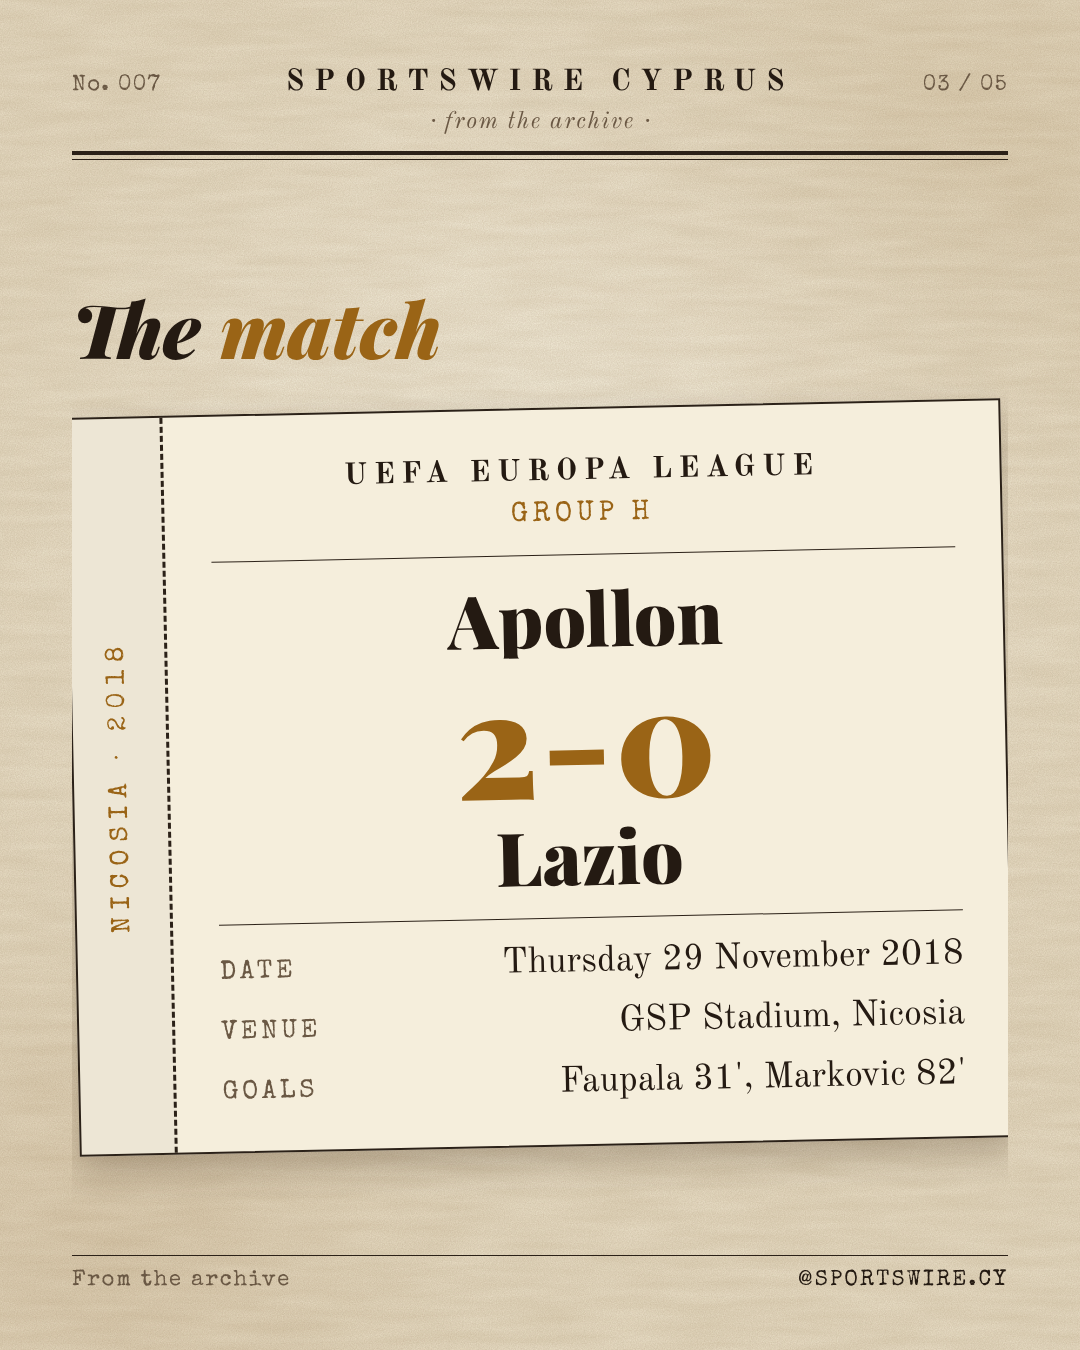 No. 007
SPORTSWIRE CYPRUS
03 / 05
· from the archive ·
The match
NICOSIA · 2018
UEFA EUROPA LEAGUE
GROUP H
Apollon
2-0
Lazio
DATE Thursday 29 November 2018
VENUE GSP Stadium, Nicosia
GOALS Faupala 31', Markovic 82'
From the archive @SPORTSWIRE.CY